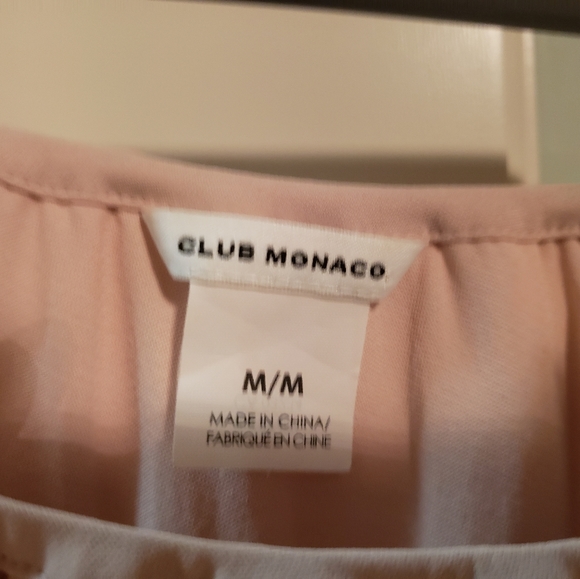 CLUB MONACO
M/M
MADE IN CHINA/
FABRIQUÉ EN CHINE